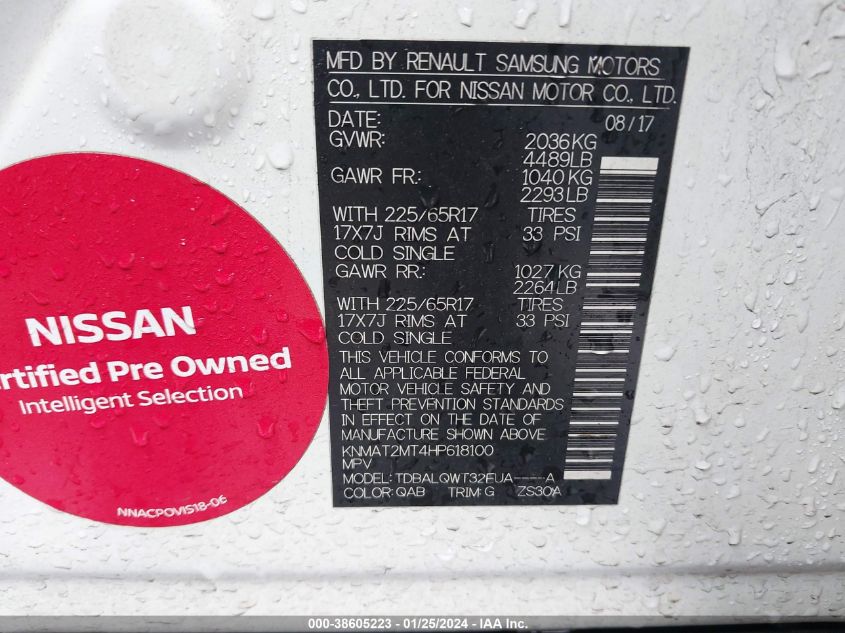 MFD BY RENAULT SAMSUNG MOTORS
CO., LTD. FOR NISSAN MOTOR CO., LTD.
DATE: 08/17
GVWR: 2036KG
4489LB
GAWR FR: 1040KG
2293LB
WITH 225/65R17 TIRES
17X7J RIMS AT 33 PSI
COLD SINGLE
GAWR RR: 1027KG
2264LB
WITH 225/65R17 TIRES
17X7J RIMS AT 33 PSI
COLD SINGLE
THIS VEHICLE CONFORMS TO
ALL APPLICABLE FEDERAL
MOTOR VEHICLE SAFETY AND
THEFT PREVENTION STANDARDS
IN EFFECT ON THE DATE OF
MANUFACTURE SHOWN ABOVE
KNMAT2MT4HP618100
MPV
MODEL: TDBALQWT32EUA-----A
COLOR: QAB TRIM: G ZS30A
NISSAN
rtified Pre Owned
Intelligent Selection
NNACPOVIS18-06
000-38605223 - 01/25/2024 - IAA Inc.